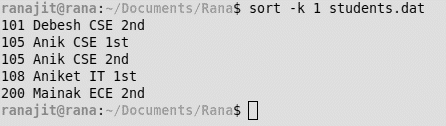 ranajit@rana:~/Documents/Rana$ sort -k 1 students.dat
101 Debesh CSE 2nd
105 Anik CSE 1st
105 Anik CSE 2nd
108 Aniket IT 1st
200 Mainak ECE 2nd
ranajit@rana:~/Documents/Rana$